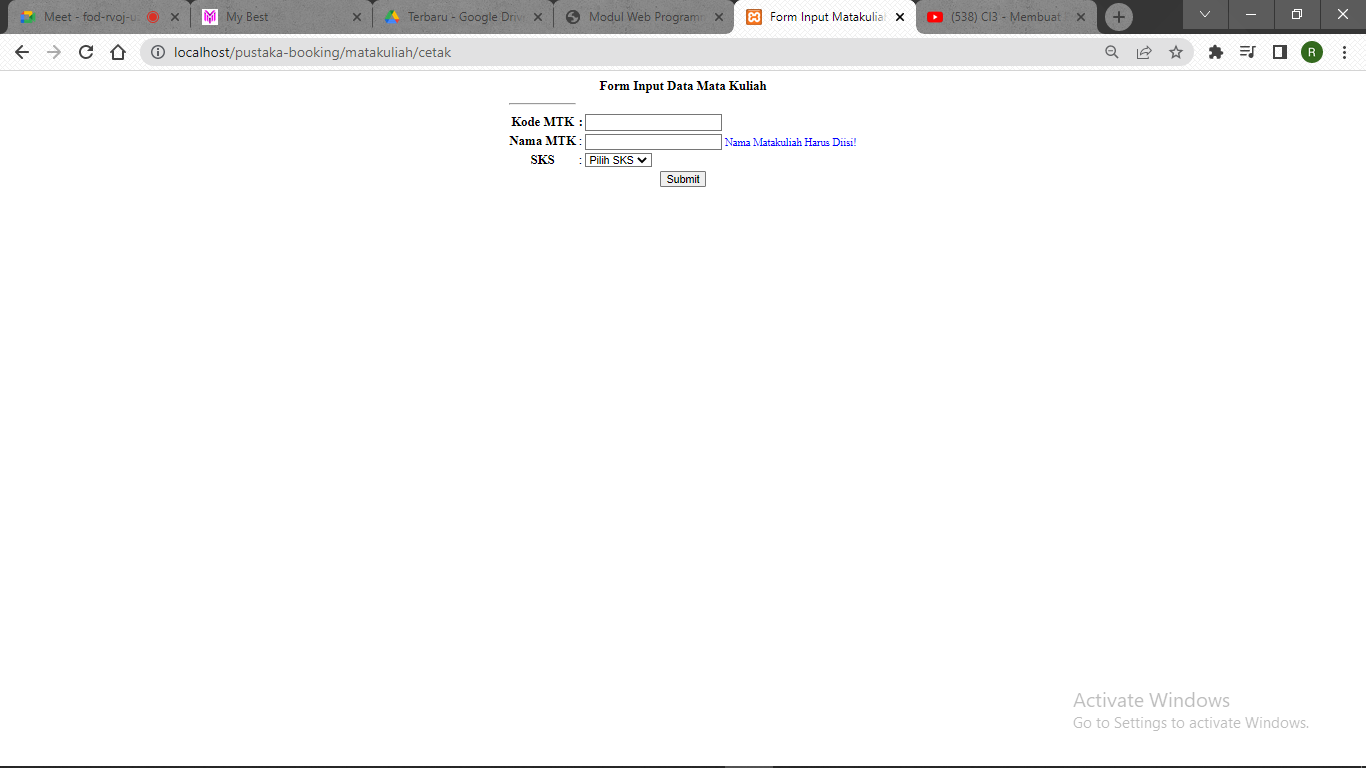 Meet - fod-rvoj-u
My Best
Terbaru - Google Driv
Modul Web Programm
Form Input Matakuliah
(538) CI3 - Membuat
localhost/pustaka-booking/matakuliah/cetak
R
Form Input Data Mata Kuliah
Kode MTK :
Nama MTK : Nama Matakuliah Harus Diisi!
SKS : Pilih SKS
Submit
Activate Windows
Go to Settings to activate Windows.